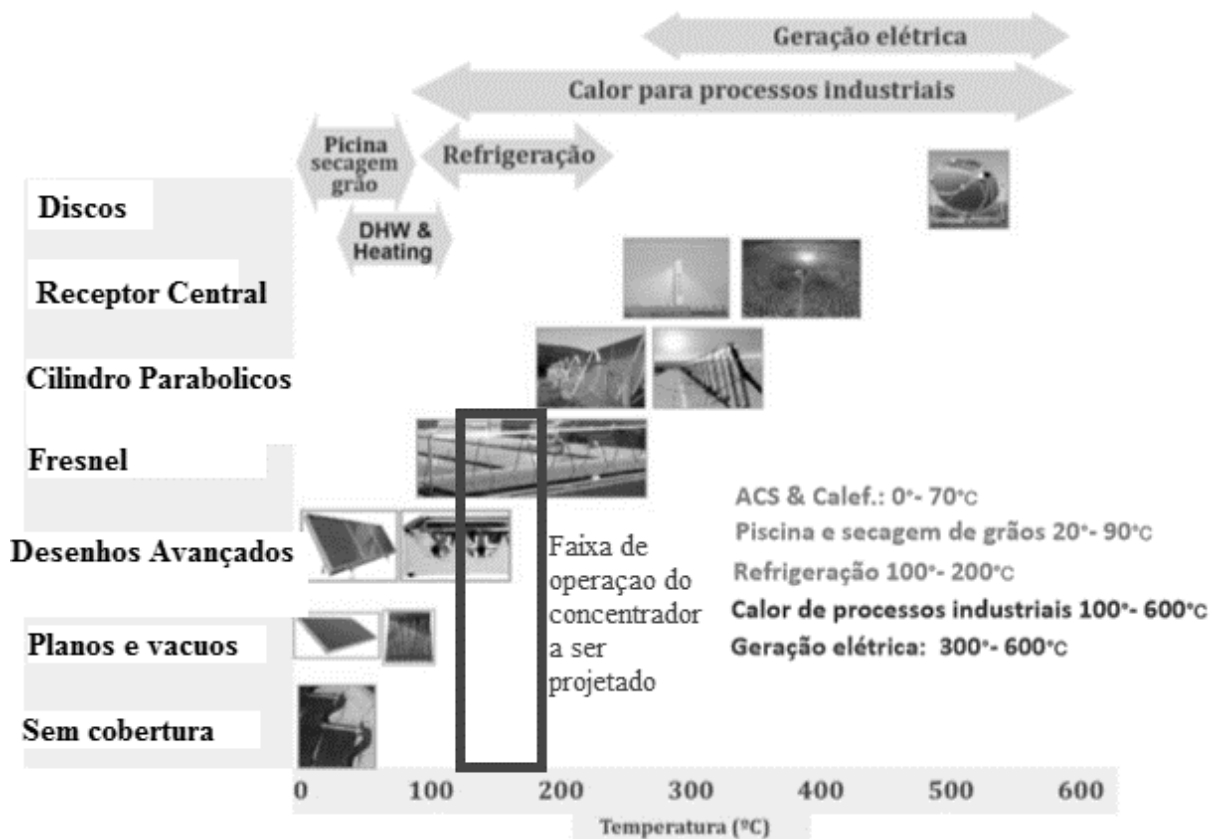 Geração elétrica
Calor para processos industriais
Picina
secagem
grão
Refrigeração
DHW &
Heating
Discos
Receptor Central
Cilindro Parabolicos
Fresnel
Desenhos Avançados
Planos e vacuos
Sem cobertura
Faixa de
operaçao do
concentrador
a ser
projetado
ACS & Calef.: 0°- 70°C
Piscina e secagem de grãos 20°- 90°C
Refrigeração 100°- 200°C
Calor de processos industriais 100°- 600°C
Geração elétrica: 300°- 600°C
0 100 200 300 400 500 600
Temperatura (ºC)